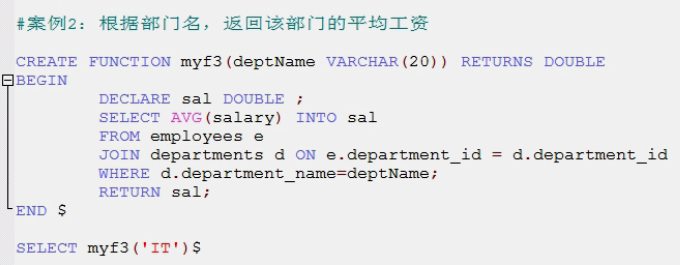 #案例2：根据部门名，返回该部门的平均工资
CREATE FUNCTION myf3(deptName VARCHAR(20)) RETURNS DOUBLE
BEGIN
DECLARE sal DOUBLE ;
SELECT AVG(salary) INTO sal
FROM employees e
JOIN departments d ON e.department_id = d.department_id
WHERE d.department_name=deptName;
RETURN sal;
END $
SELECT myf3('IT')$